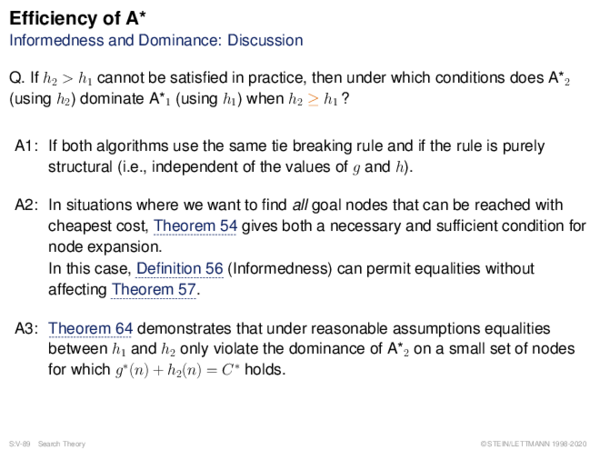 Efficiency of A*
Informedness and Dominance: Discussion
Q. If h₂ > h₁ cannot be satisfied in practice, then under which conditions does A*₂
(using h₂) dominate A*₁ (using h₁) when h₂ ≥ h₁ ?
A1: If both algorithms use the same tie breaking rule and if the rule is purely
structural (i.e., independent of the values of g and h).
A2: In situations where we want to find all goal nodes that can be reached with
cheapest cost, Theorem 54 gives both a necessary and sufficient condition for
node expansion.
In this case, Definition 56 (Informedness) can permit equalities without
affecting Theorem 57.
A3: Theorem 64 demonstrates that under reasonable assumptions equalities
between h₁ and h₂ only violate the dominance of A*₂ on a small set of nodes
for which g*(n) + h₂(n) = C* holds.
S:V-89 Search Theory
© STEIN/LETTMANN 1998-2020